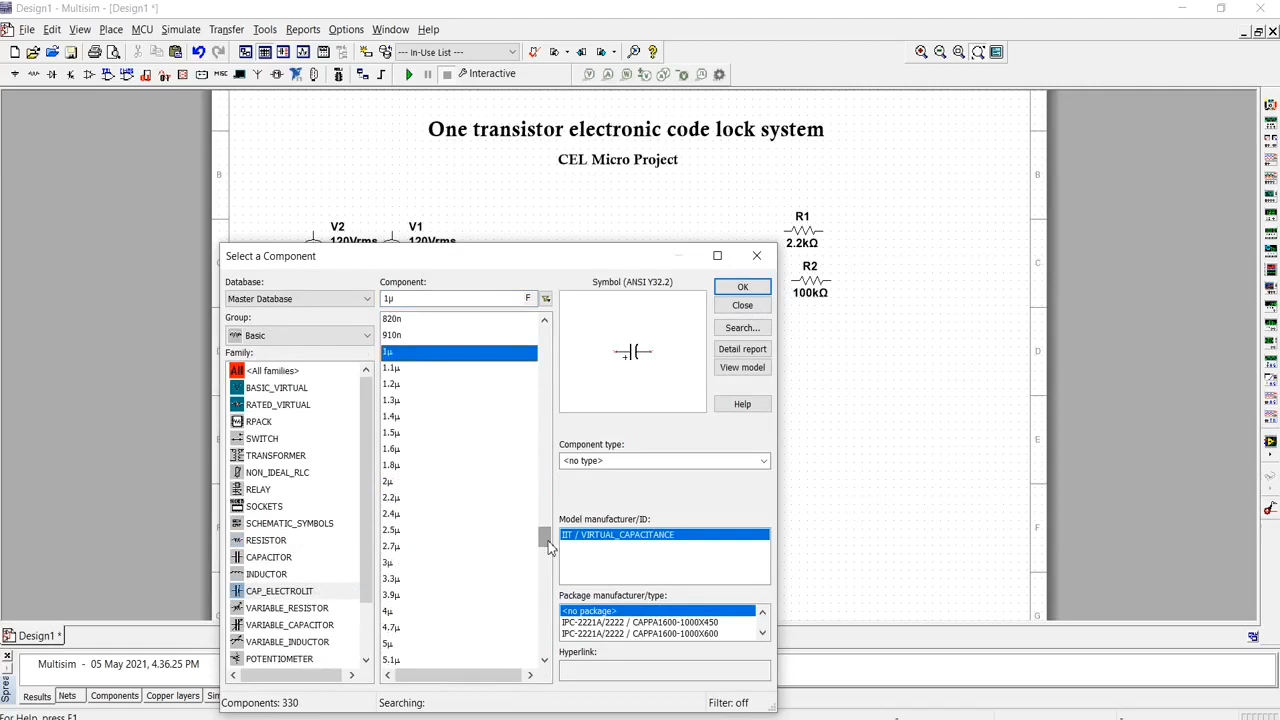 Design1 - Multisim - [Design1 *]
File Edit View Place MCU Simulate Transfer Tools Reports Options Window Help
--- In-Use List ---
Interactive
One transistor electronic code lock system
CEL Micro Project
V2
120Vrms
V1
120Vrms
R1
2.2kΩ
R2
100kΩ
Select a Component
Database:
Master Database
Group:
Basic
Family:
<All families>
BASIC_VIRTUAL
RATED_VIRTUAL
RPACK
SWITCH
TRANSFORMER
NON_IDEAL_RLC
RELAY
SOCKETS
SCHEMATIC_SYMBOLS
RESISTOR
CAPACITOR
INDUCTOR
CAP_ELECTROLIT
VARIABLE_RESISTOR
VARIABLE_CAPACITOR
VARIABLE_INDUCTOR
POTENTIOMETER
Component:
1µ
F
820n
910n
1µ
1.1µ
1.2µ
1.3µ
1.4µ
1.5µ
1.6µ
1.8µ
2µ
2.2µ
2.4µ
2.5µ
2.7µ
3µ
3.3µ
3.9µ
4µ
4.7µ
5µ
5.1µ
Symbol (ANSI Y32.2)
OK
Close
Search...
Detail report
View model
Help
Component type:
<no type>
Model manufacturer/ID:
IIT / VIRTUAL_CAPACITANCE
Package manufacturer/type:
<no package>
IPC-2221A/2222 / CAPPA1600-1000X450
IPC-2221A/2222 / CAPPA1600-1000X600
Hyperlink:
Components: 330
Searching:
Filter: off
B
B
C
D
E
F
G
G
Design1 *
Multisim - 05 May 2021, 4.36.25 PM
Spres
Results Nets Components Copper layers Sim
For Help, press F1